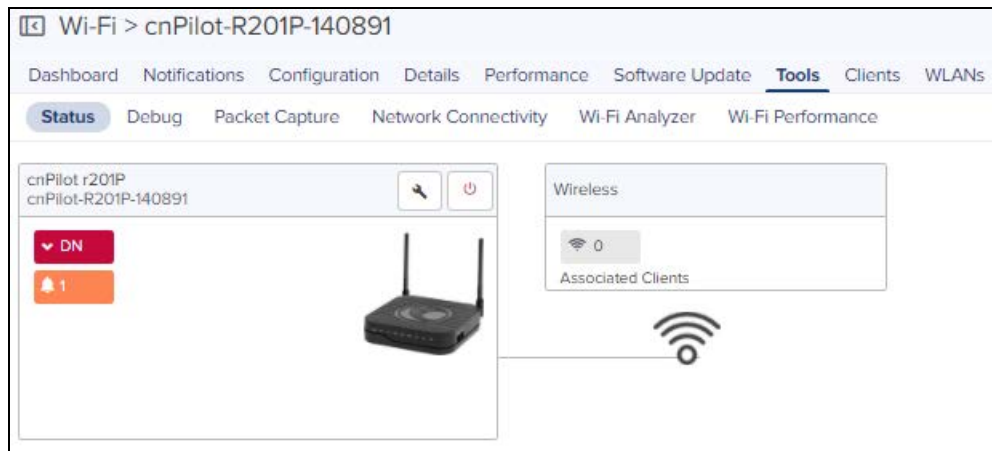 Wi-Fi > cnPilot-R201P-140891
Dashboard Notifications Configuration Details Performance Software Update Tools Clients WLANs
Status Debug Packet Capture Network Connectivity Wi-Fi Analyzer Wi-Fi Performance
cnPilot r201P
cnPilot-R201P-140891
DN
1
Wireless
0
Associated Clients